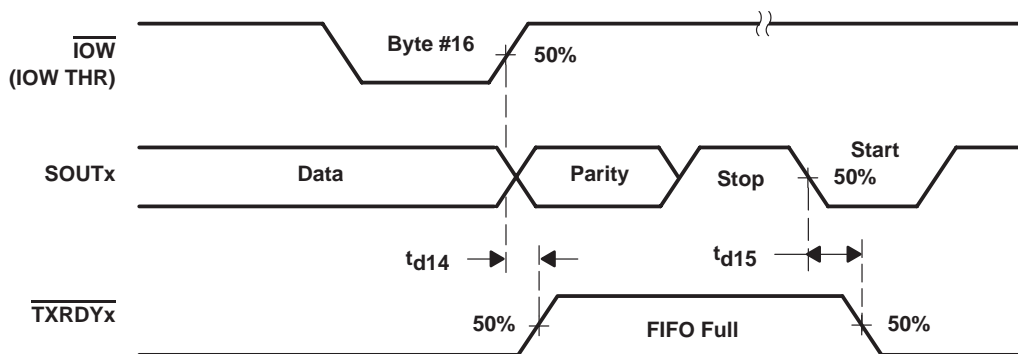 IOW
(IOW THR)
Byte #16
50%
SOUTx
Data
Parity
Stop
Start
50%
td14
td15
TXRDYx
50%
FIFO Full
50%